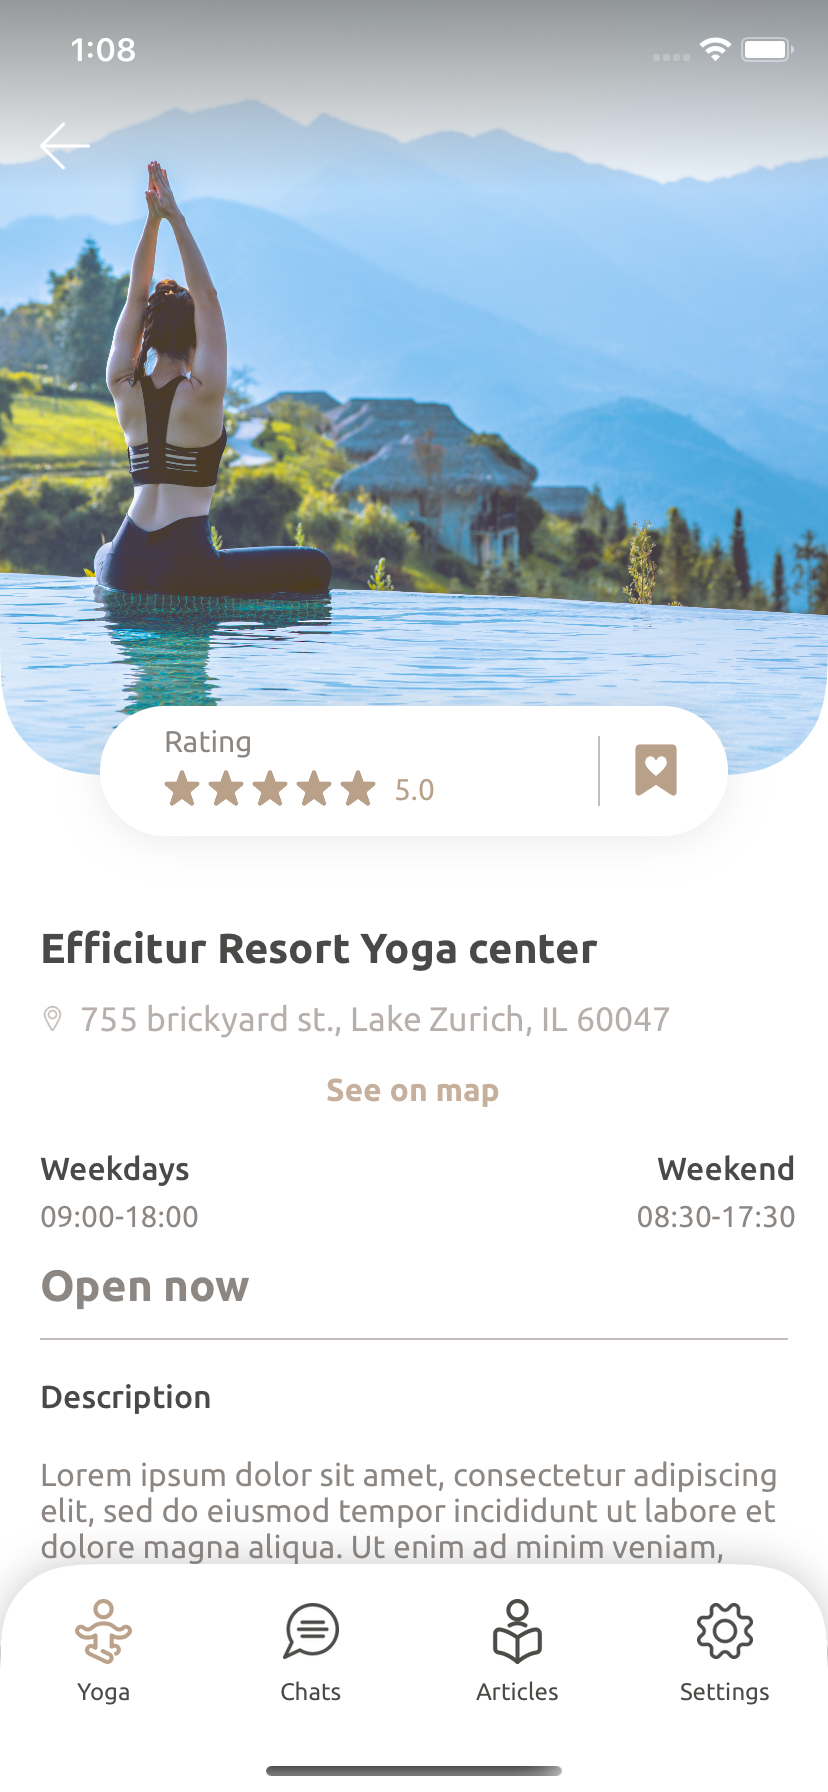 1:08
Rating
5.0
Efficitur Resort Yoga center
755 brickyard st., Lake Zurich, IL 60047
See on map
Weekdays
Weekend
09:00-18:00
08:30-17:30
Open now
Description
Lorem ipsum dolor sit amet, consectetur adipiscing
elit, sed do eiusmod tempor incididunt ut labore et
dolore magna aliqua. Ut enim ad minim veniam,
Yoga
Chats
Articles
Settings